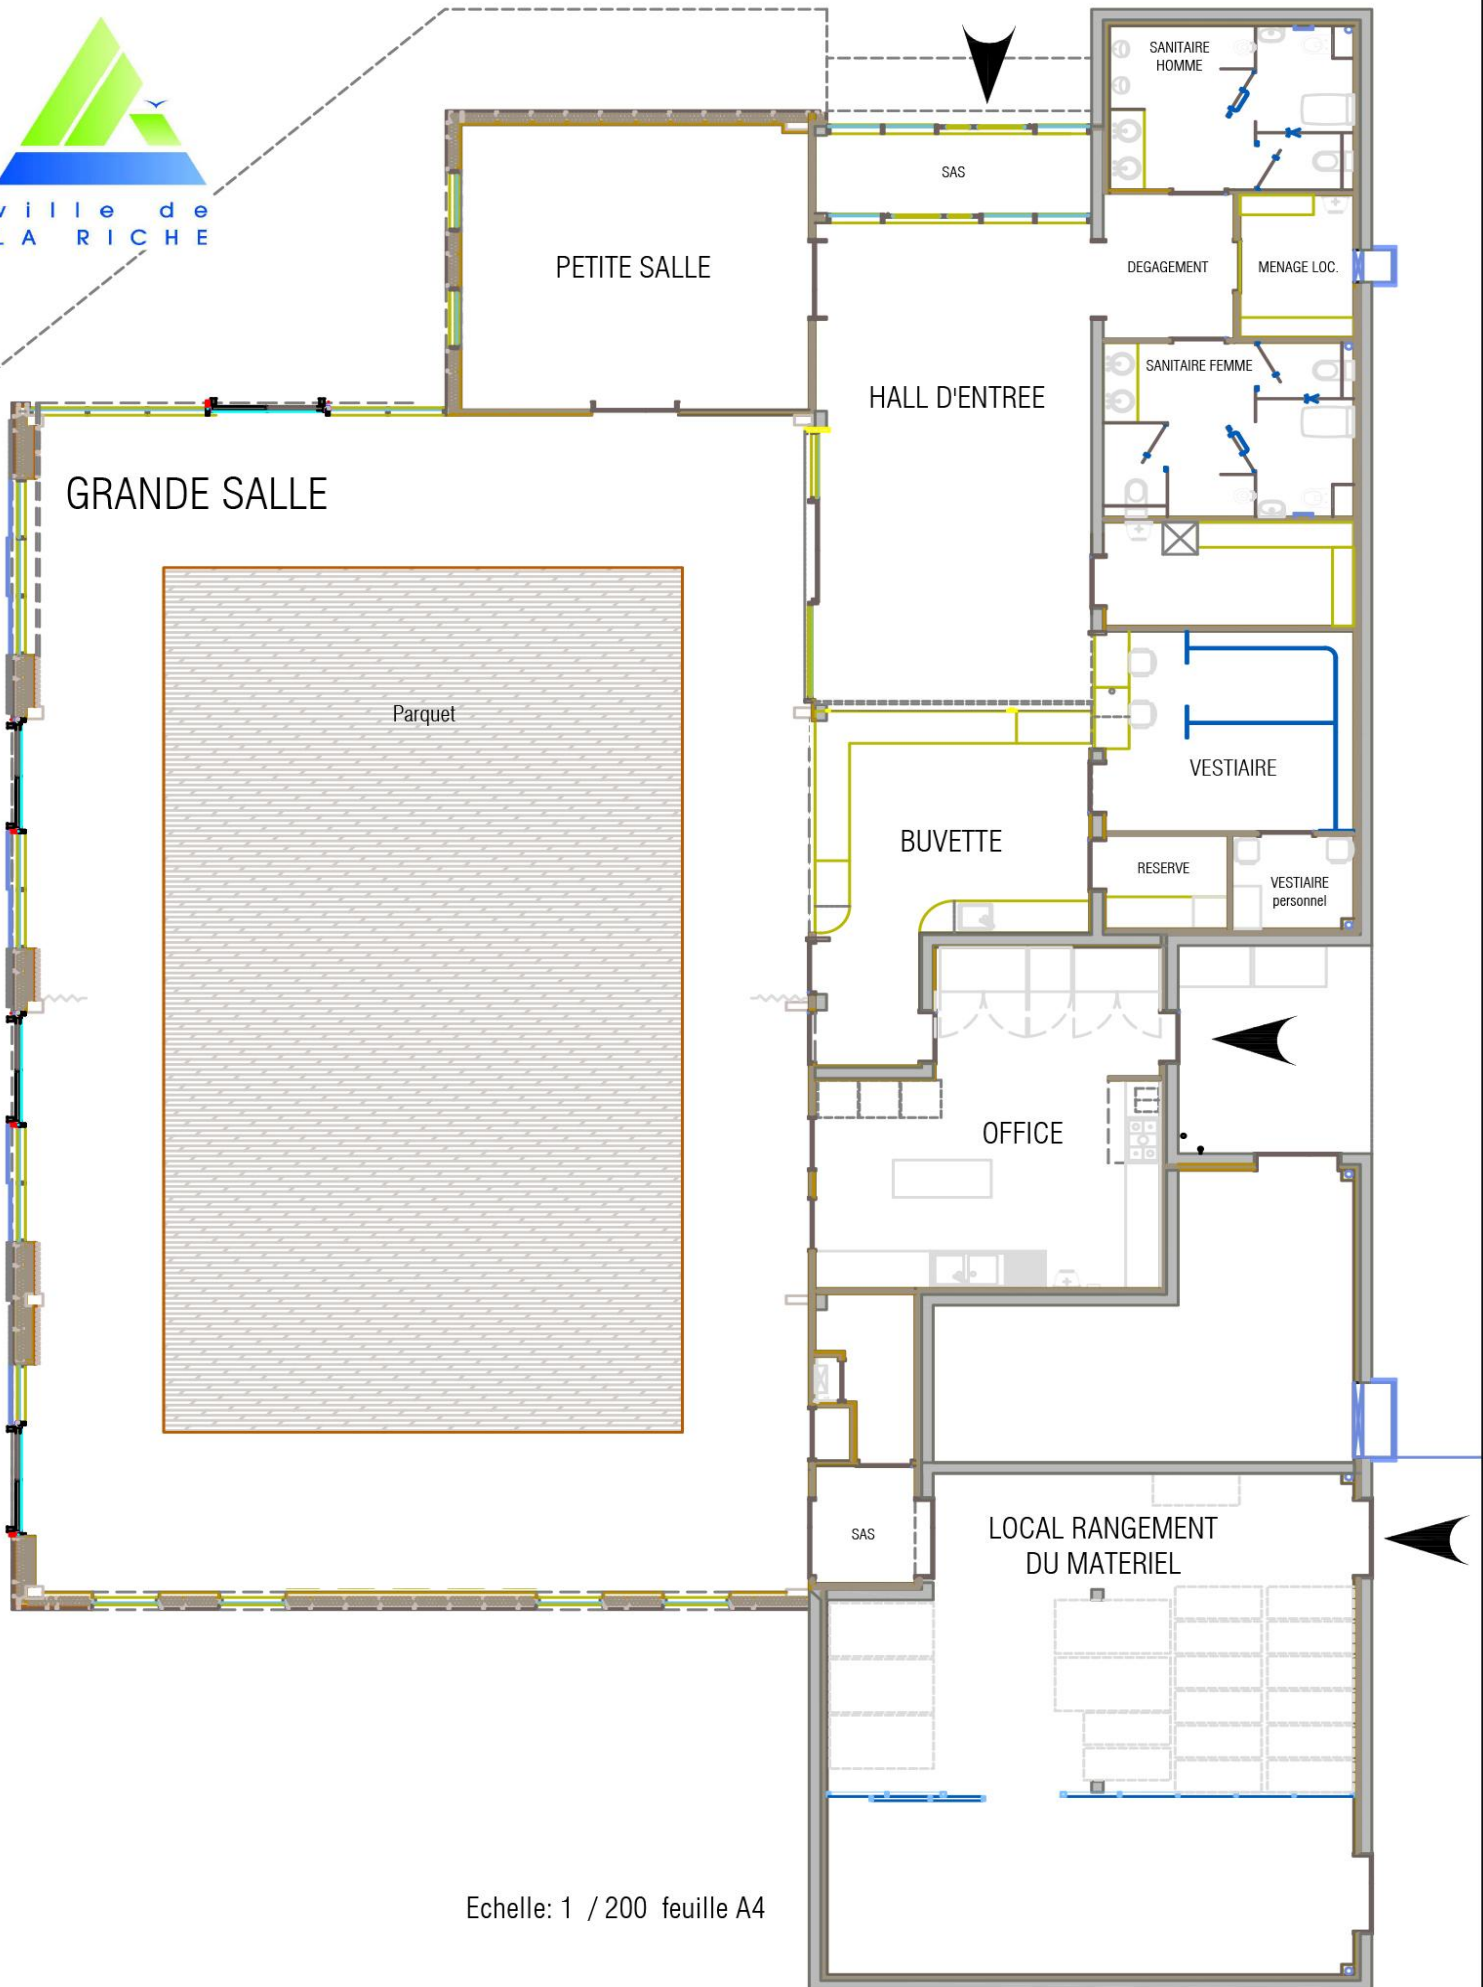 ville de
LA RICHE
SANITAIRE
HOMME
SAS
PETITE SALLE
DEGAGEMENT
MENAGE LOC.
SANITAIRE FEMME
HALL D'ENTREE
GRANDE SALLE
Parquet
VESTIAIRE
BUVETTE
RESERVE
VESTIAIRE
personnel
OFFICE
SAS
LOCAL RANGEMENT
DU MATERIEL
Echelle: 1 / 200 feuille A4